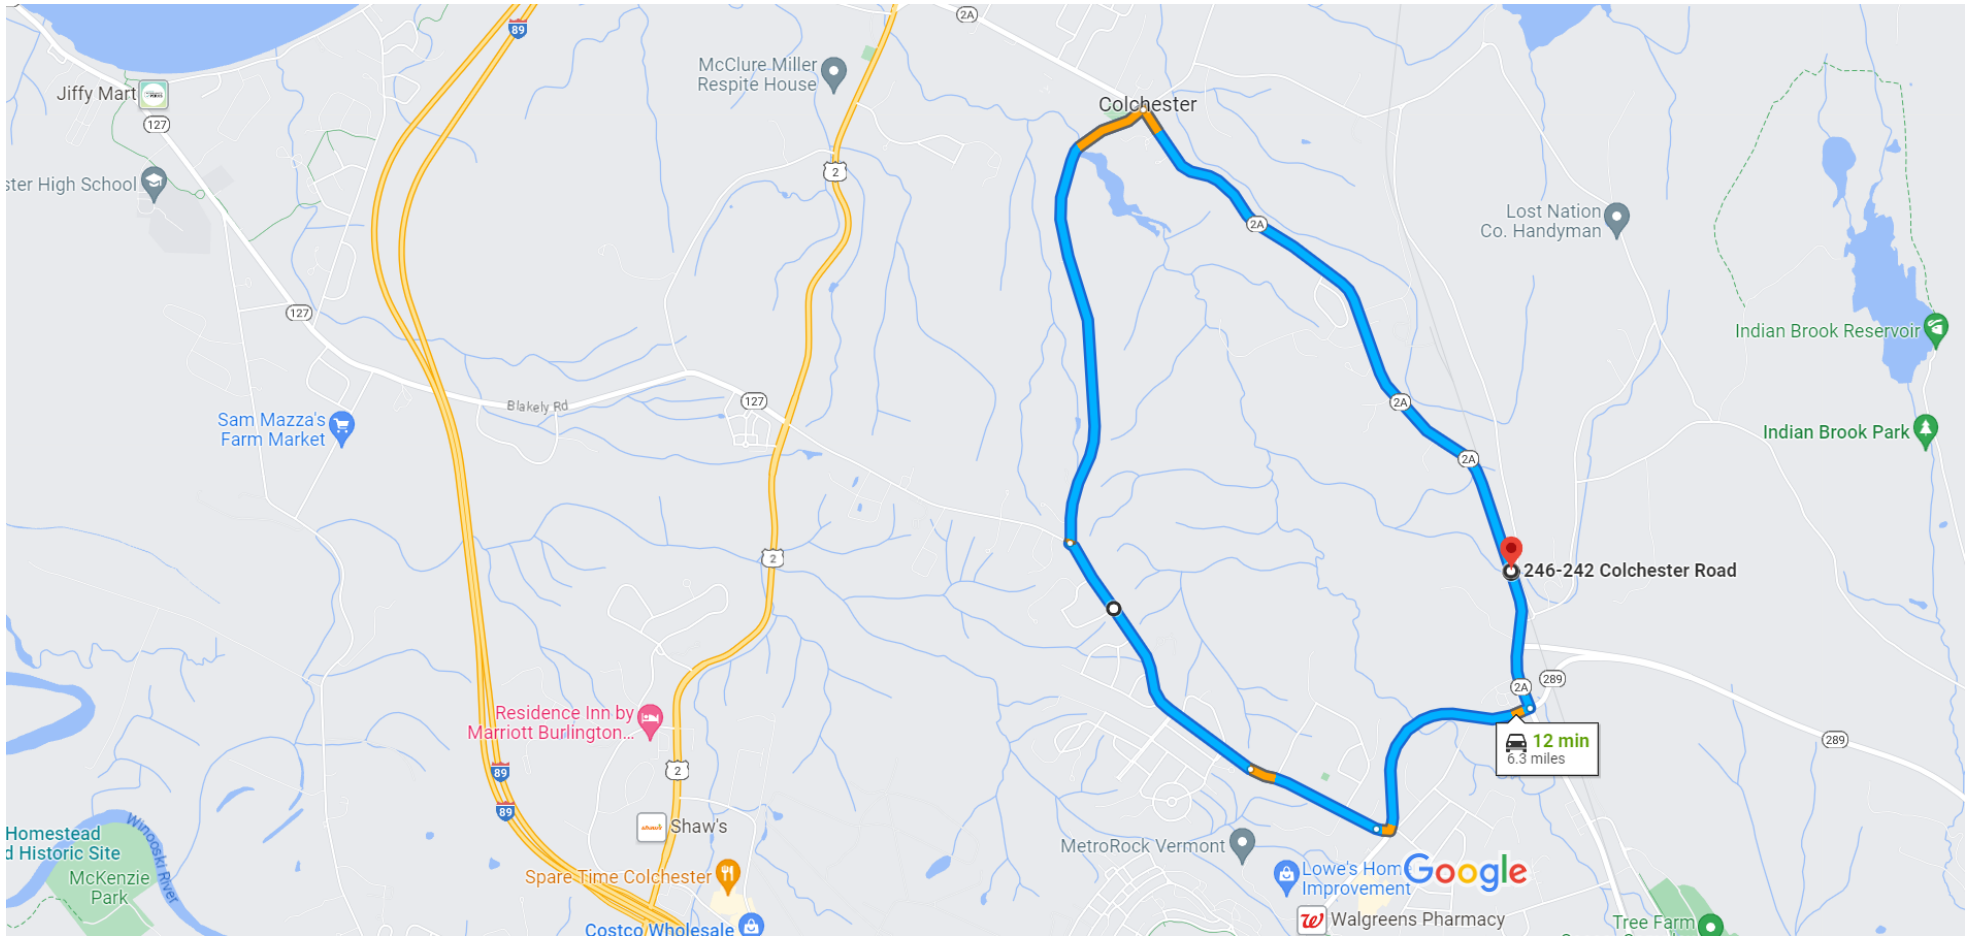 2A
89
McClure Miller
Respite House
Jiffy Mart
Colchester
127
2
ster High School
Lost Nation
Co. Handyman
2A
127
Indian Brook Reservoir
127
2A
Blakely Rd
Sam Mazza's
Farm Market
Indian Brook Park
2A
2
246-242 Colchester Road
2A
289
Residence Inn by
Marriott Burlington...
12 min
6.3 miles
289
89
2
89
Shaw's
Homestead
d Historic Site
Winooski River
McKenzie
Park
MetroRock Vermont
Spare Time Colchester
Lowe's Hom
Improvement
Google
Walgreens Pharmacy
Costco Wholesale
Tree Farm